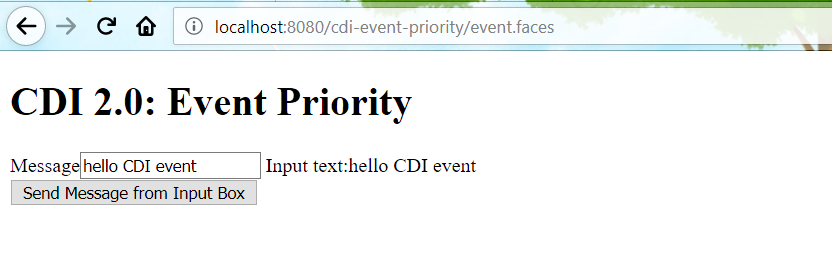 localhost:8080/cdi-event-priority/event.faces
CDI 2.0: Event Priority
Message hello CDI event Input text:hello CDI event
Send Message from Input Box